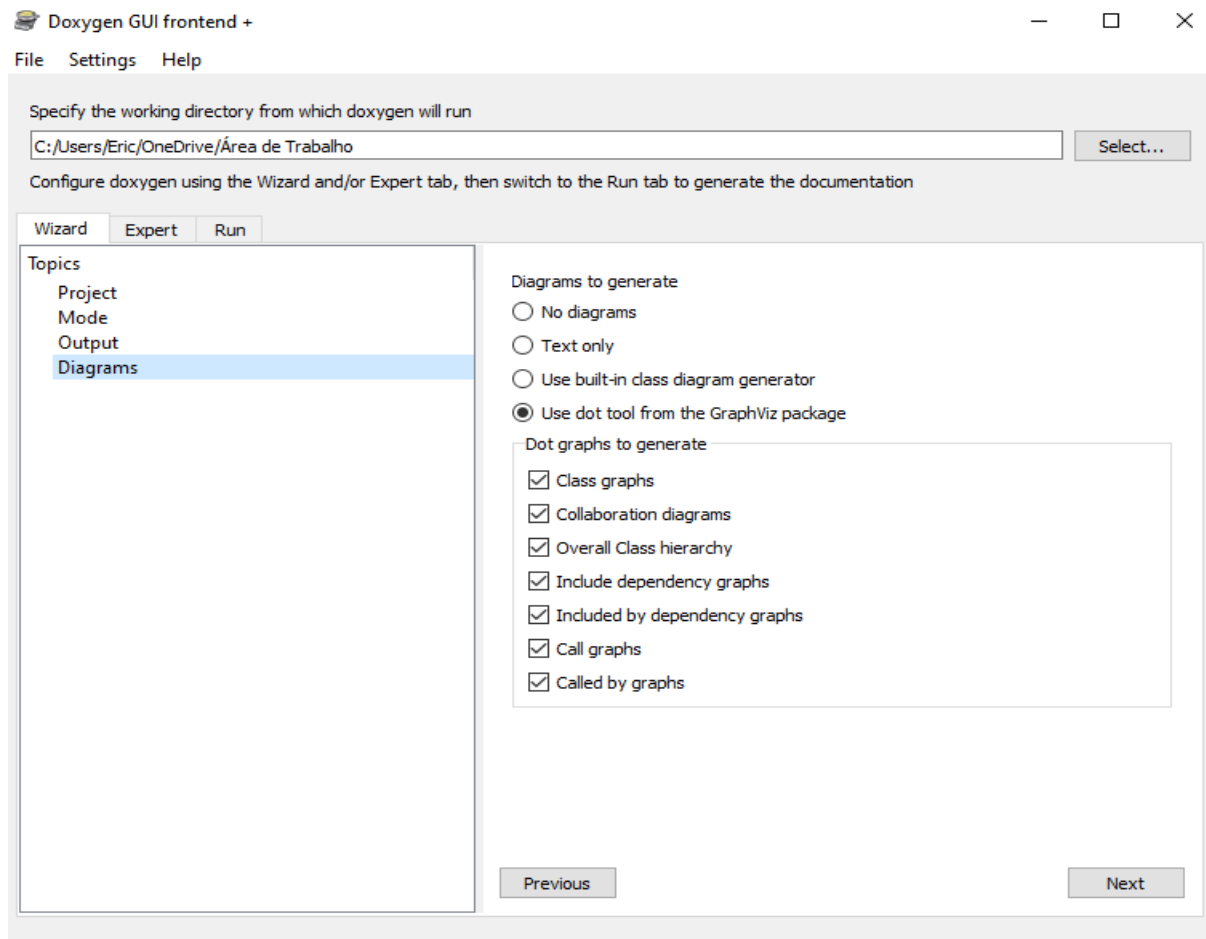 Doxygen GUI frontend +
File Settings Help
Specify the working directory from which doxygen will run
C:/Users/Eric/OneDrive/Área de Trabalho Select...
Configure doxygen using the Wizard and/or Expert tab, then switch to the Run tab to generate the documentation
Wizard Expert Run
Topics
Project
Mode
Output
Diagrams
Diagrams to generate
No diagrams
Text only
Use built-in class diagram generator
Use dot tool from the GraphViz package
Dot graphs to generate
Class graphs
Collaboration diagrams
Overall Class hierarchy
Include dependency graphs
Included by dependency graphs
Call graphs
Called by graphs
Previous Next